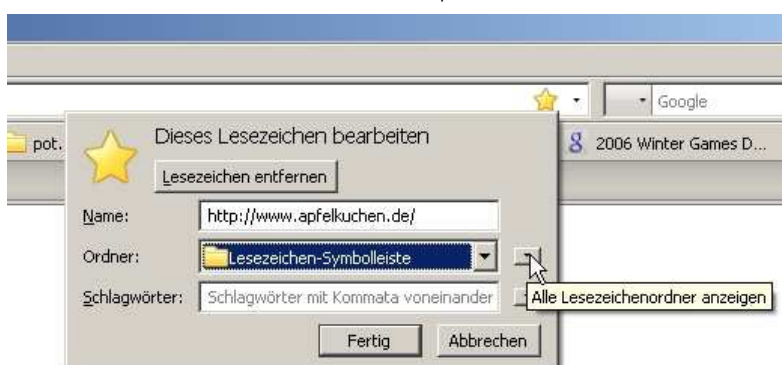 Google
pot.
Dieses Lesezeichen bearbeiten
8 2006 Winter Games D...
Lesezeichen entfernen
Name: http://www.apfelkuchen.de/
Ordner: Lesezeichen-Symbolleiste
Schlagwörter: Schlagwörter mit Kommata voneinander
Alle Lesezeichenordner anzeigen
Fertig Abbrechen